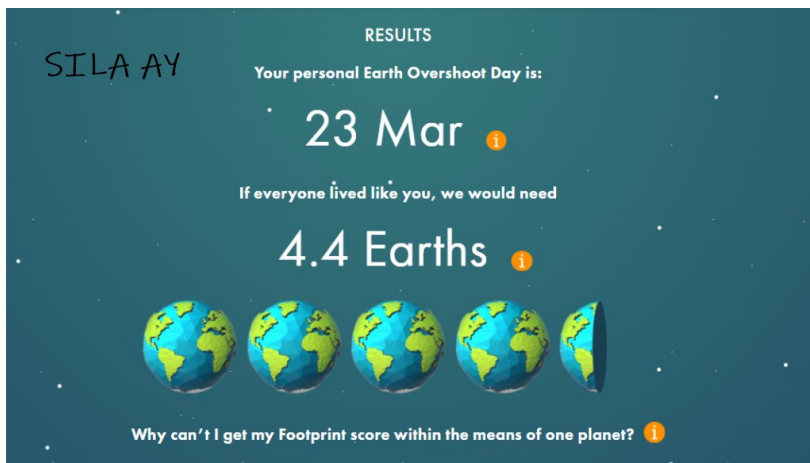 RESULTS
SILA AY
Your personal Earth Overshoot Day is:
23 Mar i
If everyone lived like you, we would need
4.4 Earths i
Why can't I get my Footprint score within the means of one planet? i